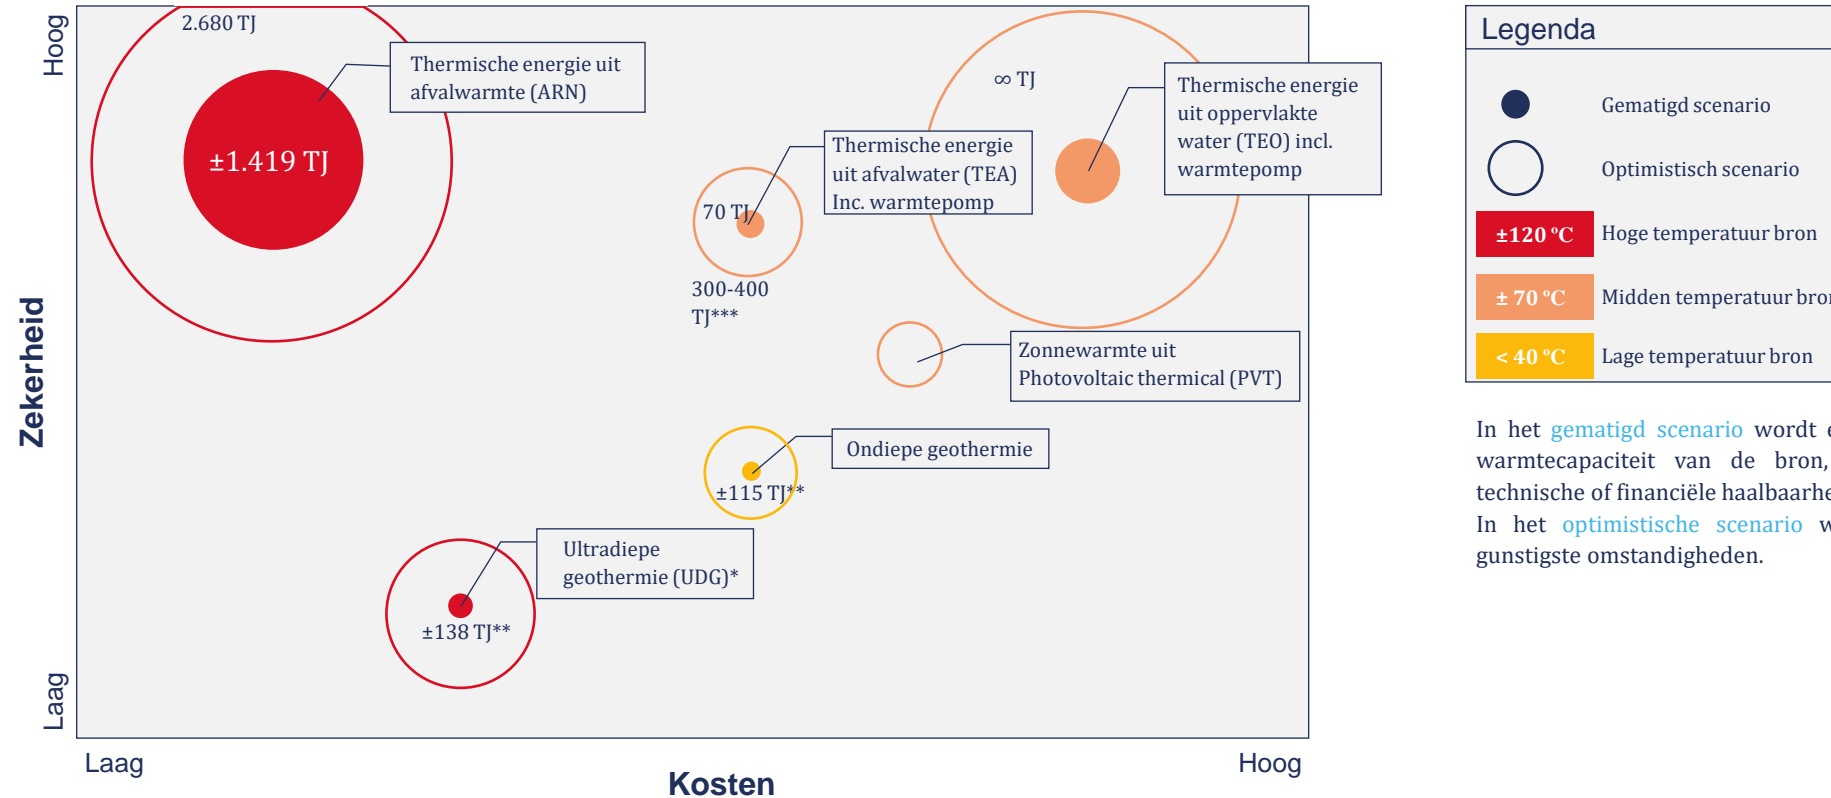 Hoog
2.680 TJ
Thermische energie uit
afvalwarmte (ARN)
±1.419 TJ
∞ TJ
Thermische energie
uit oppervlakte
water (TEO) incl.
warmtepomp
Thermische energie
uit afvalwater (TEA)
Inc. warmtepomp
70 TJ
300-400
TJ***
Zonnewarmte uit
Photovoltaic thermical (PVT)
Zekerheid
Ondiepe geothermie
±115 TJ**
Ultradiepe
geothermie (UDG)*
±138 TJ**
Laag
Laag
Hoog
Kosten
Legenda
Gematigd scenario
Optimistisch scenario
±120 ºC Hoge temperatuur bron
± 70 ºC Midden temperatuur
< 40 ºC Lage temperatuur bron
In het gematigd scenario wordt
warmtecapaciteit van de bron,
technische of financiële
In het optimistische scenario
gunstigste omstandigheden.